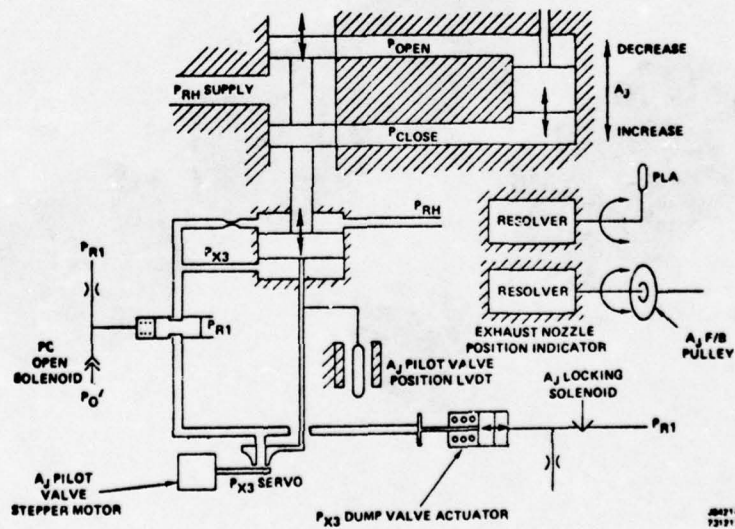 P_OPEN
DECREASE
P_RH SUPPLY
A_J
P_CLOSE
INCREASE
PLA
P_RH
RESOLVER
P_R1
P_X3
RESOLVER
P_R1
PC
OPEN
SOLENOID
EXHAUST NOZZLE
POSITION INDICATOR
A_J F/B
PULLEY
A_J PILOT VALVE
POSITION LVDT
A_J LOCKING
SOLENOID
P_O'
P_R1
A_J PILOT
VALVE
STEPPER MOTOR
P_X3 SERVO
P_X3 DUMP VALVE ACTUATOR